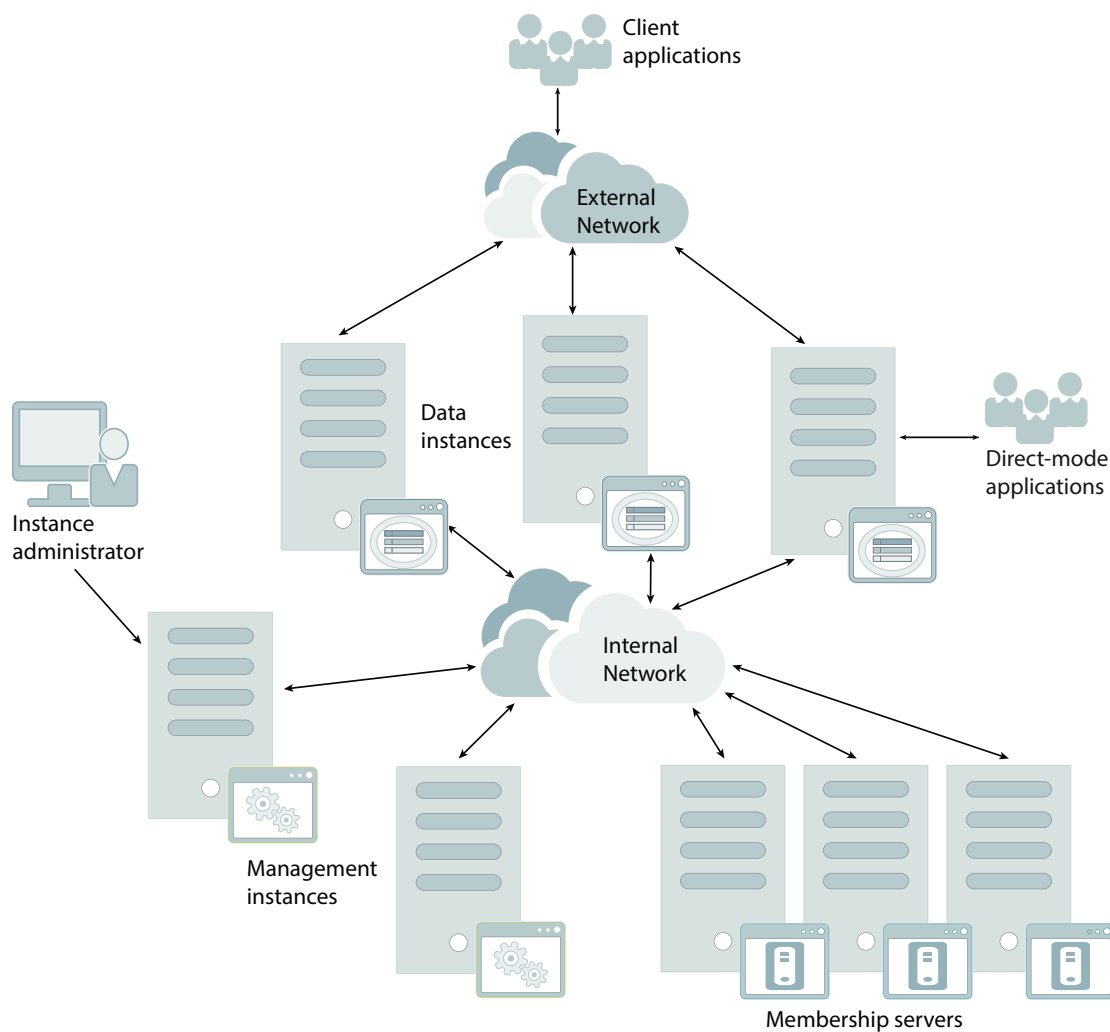 Client
applications
External
Network
Data
instances
Direct-mode
applications
Instance
administrator
Internal
Network
Management
instances
Membership servers